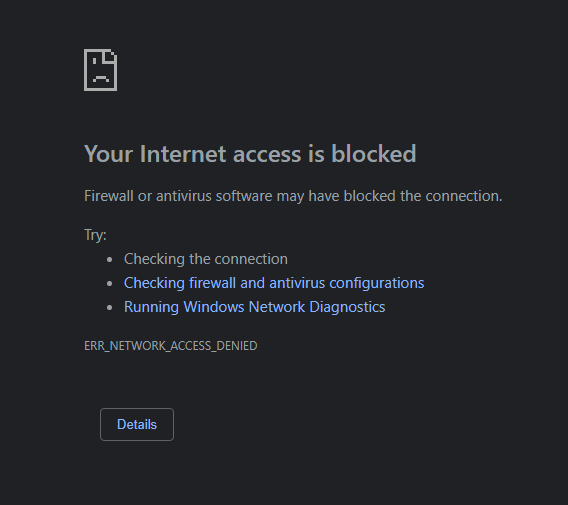 Your Internet access is blocked
Firewall or antivirus software may have blocked the connection.
Try:
• Checking the connection
• Checking firewall and antivirus configurations
• Running Windows Network Diagnostics
ERR_NETWORK_ACCESS_DENIED
Details